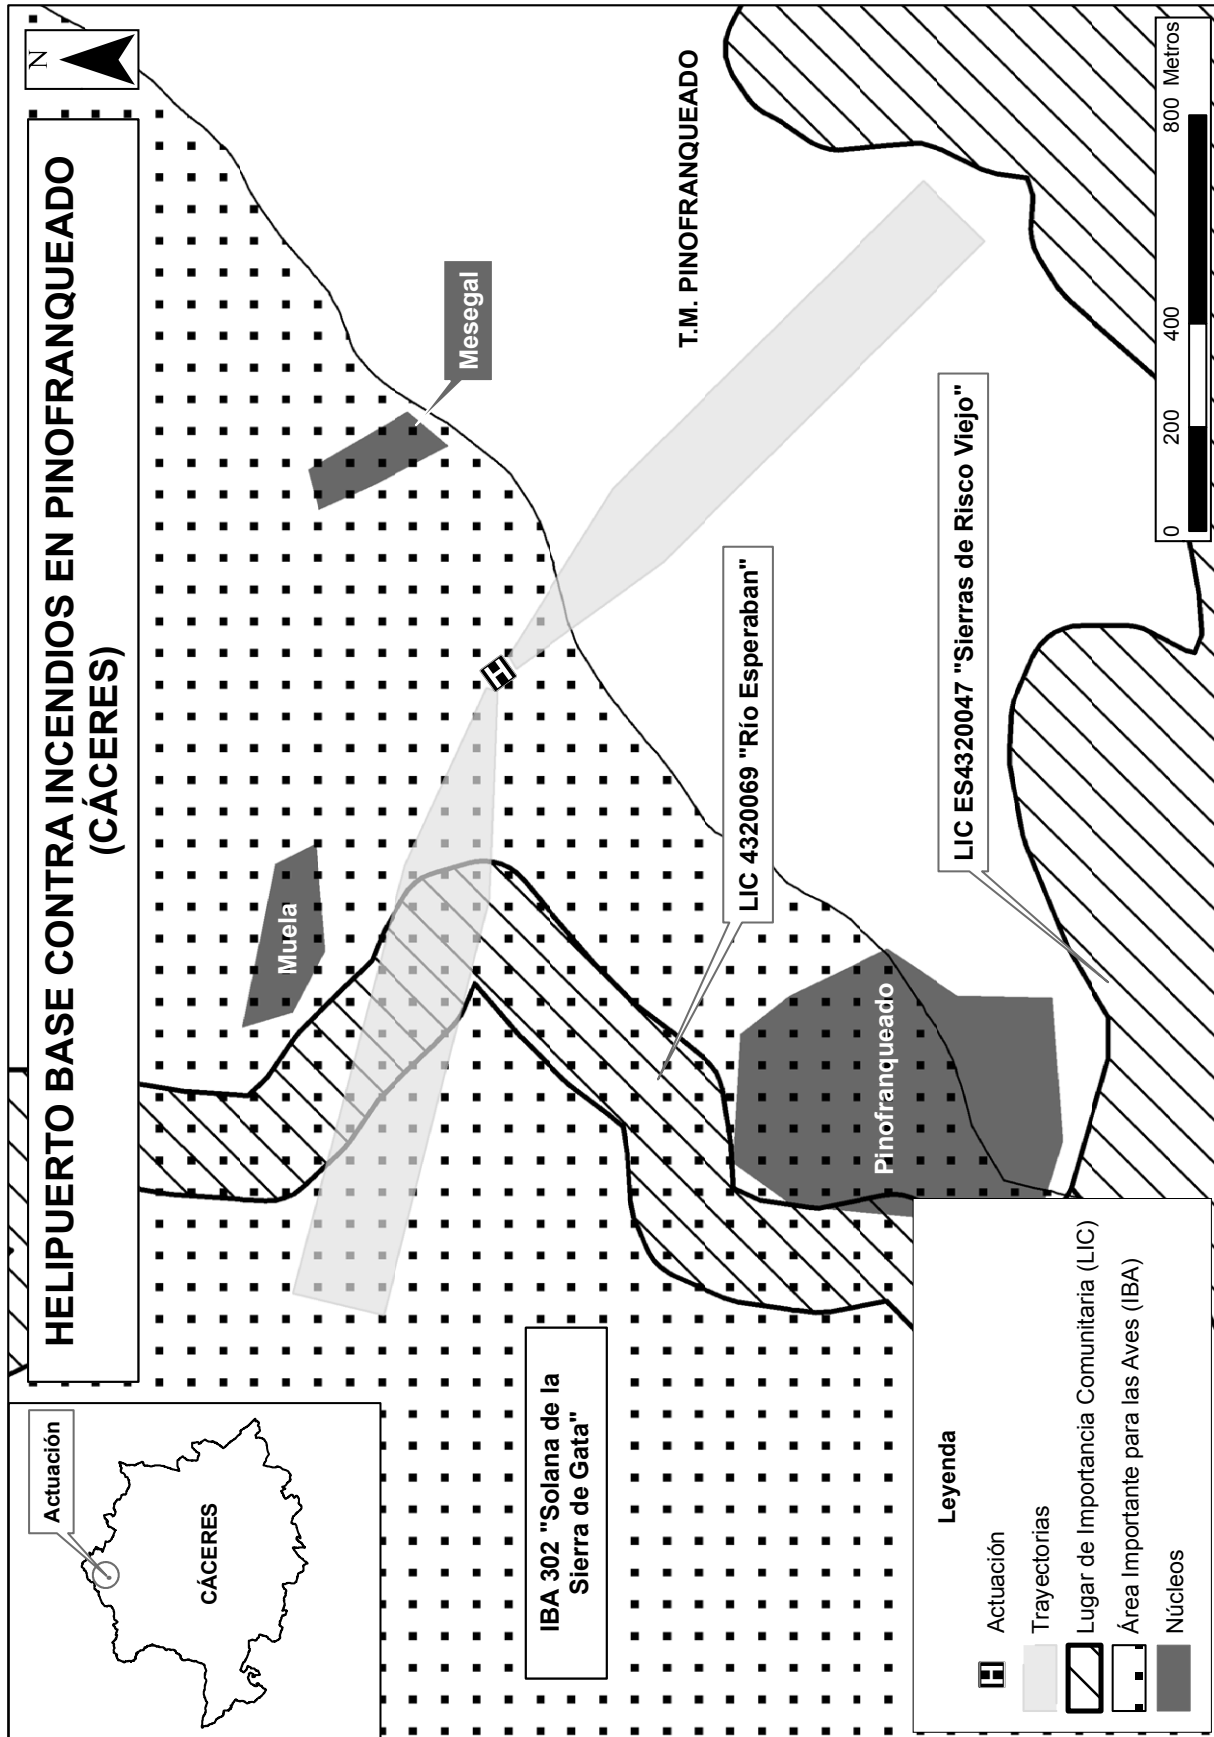 HELIPUERTO BASE CONTRA INCENDIOS EN PINOFRANQUEADO
(CÁCERES)
N
Actuación
CÁCERES
Muela
Mesegal
IBA 302 "Solana de la
Sierra de Gata"
H
T.M. PINOFRANQUEADO
LIC 4320069 "Río Esperaban"
Pinofranqueado
LIC ES4320047 "Sierras de Risco Viejo"
Leyenda
H Actuación
Trayectorias
Lugar de Importancia Comunitaria (LIC)
Área Importante para las Aves (IBA)
Núcleos
0 200 400 800 Metros